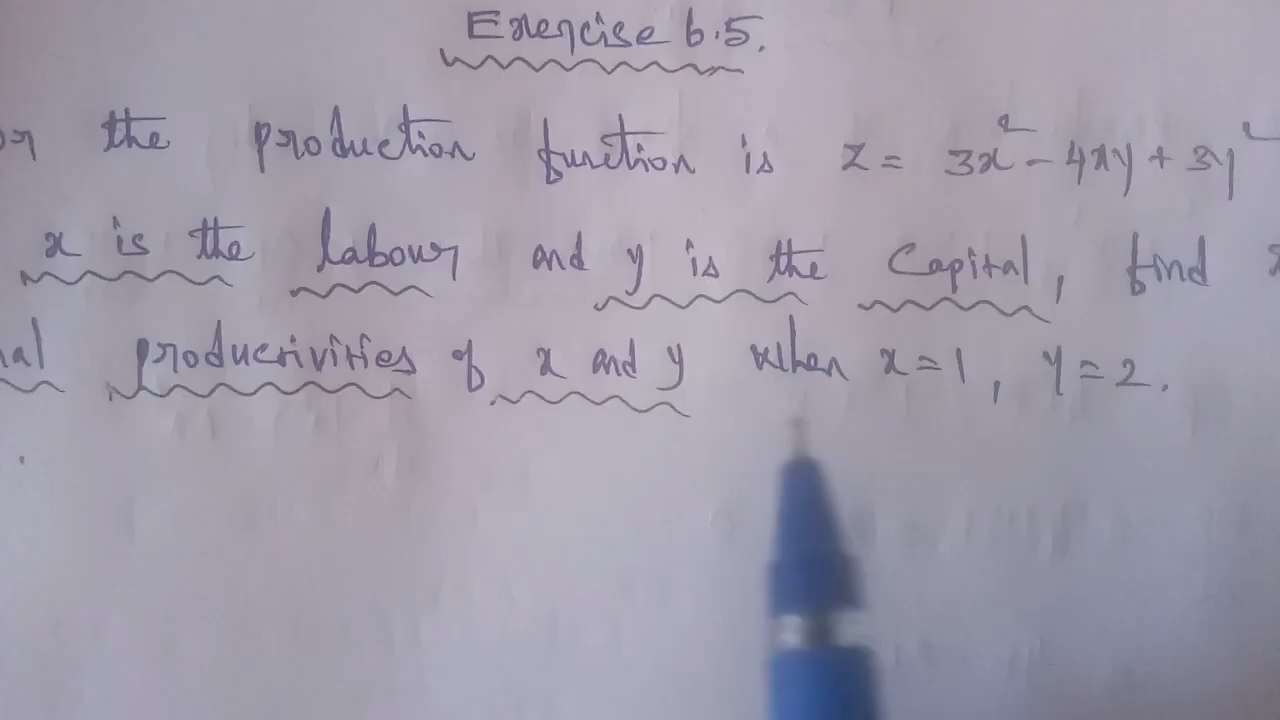 Exercise 6.5.
the production function is z = 3x² - 4xy + 3y²
x is the labour and y is the Capital, find
productivities of x and y when x=1, y=2.